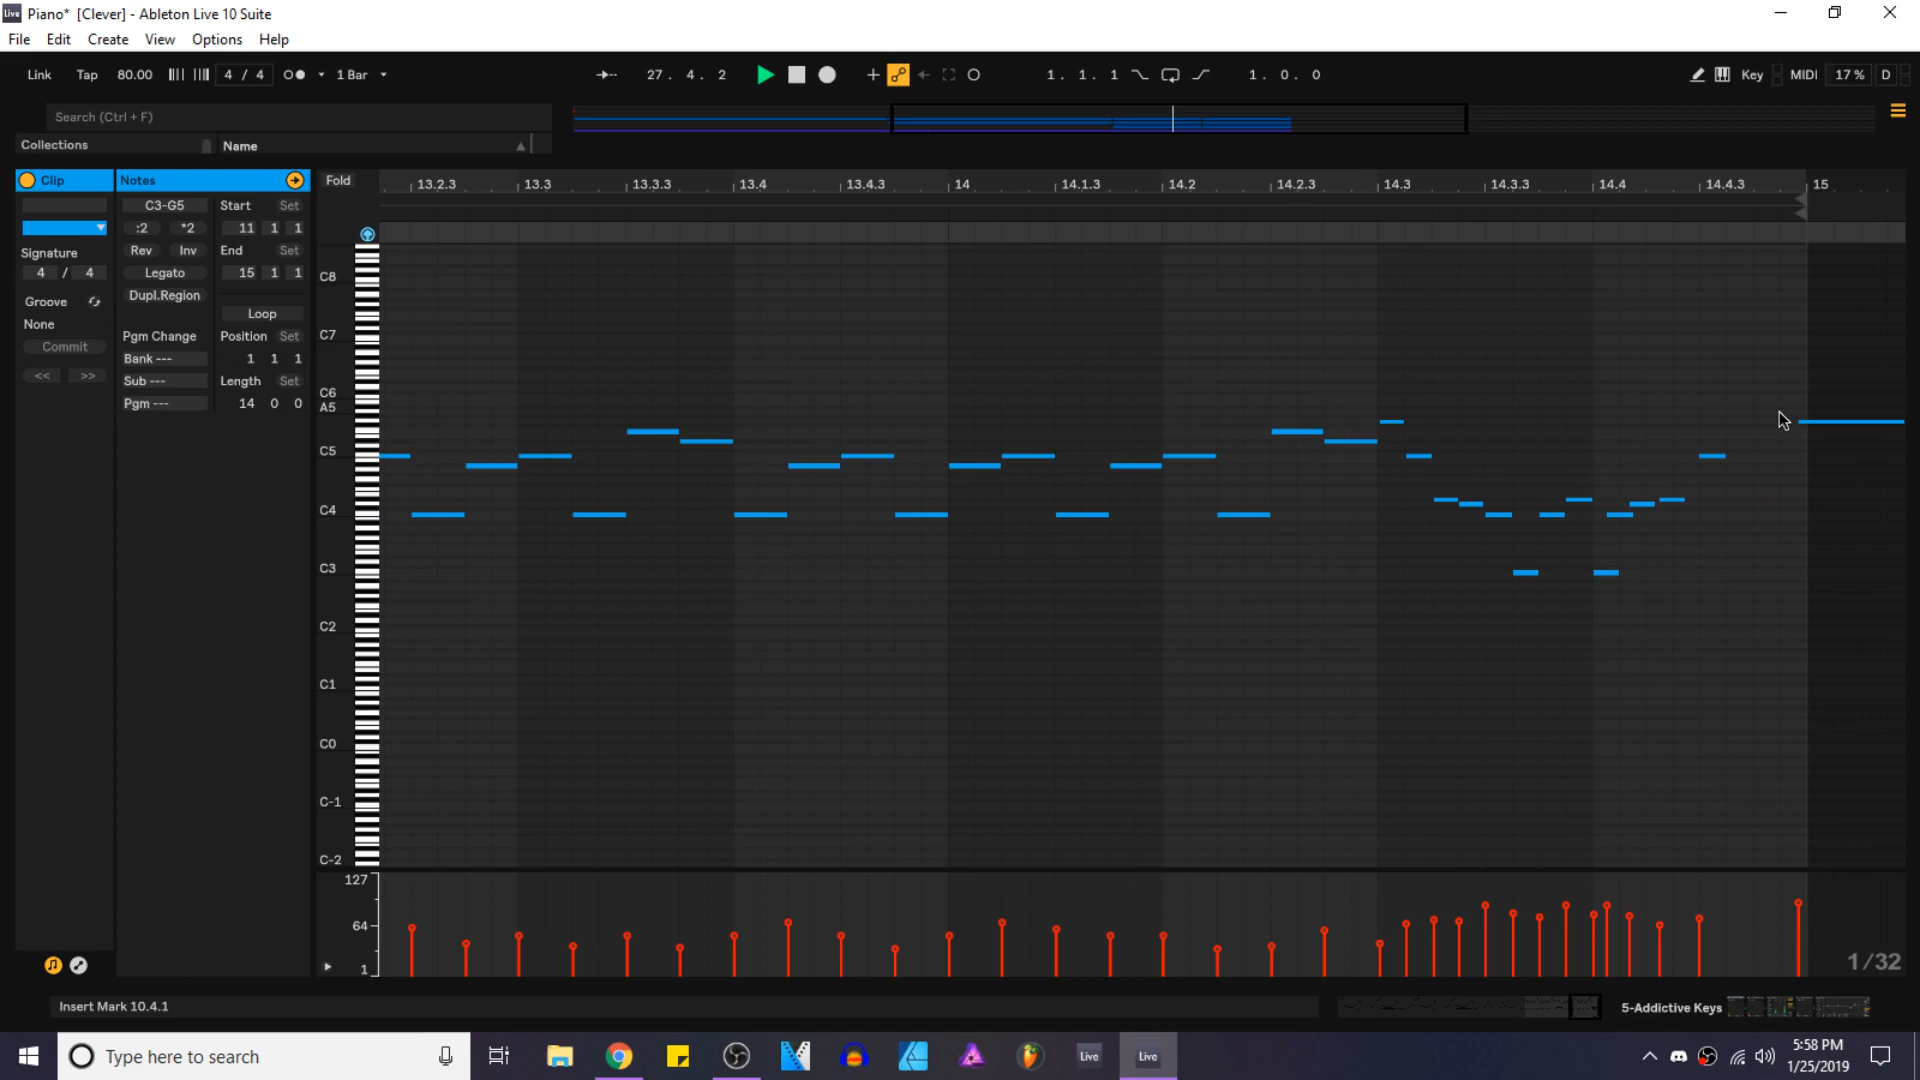 Live Piano* [Clever] - Ableton Live 10 Suite
File Edit Create View Options Help
Link Tap 80.00 4 / 4 1 Bar 27. 4. 2 1. 1. 1 1. 0. 0 Key MIDI 17 % D
Search (Ctrl + F)
Collections Name
Clip Notes Fold 13.2.3 13.3 13.3.3 13.4 13.4.3 14 14.1.3 14.2 14.2.3 14.3 14.3.3 14.4 14.4.3 15
C3-G5 Start Set
:2 *2 11 1 1
Signature Rev Inv End Set
4 / 4 Legato 15 1 1
Groove Dupl.Region Loop
None Pgm Change Position Set
Commit Bank --- 1 1 1
<< >> Sub --- Length Set
Pgm --- 14 0 0
C8
C7
C6
A5
C5
C4
C3
C2
C1
C0
C-1
C-2
127
64
1
1/32
Insert Mark 10.4.1 5-Addictive Keys
Type here to search Live Live 5:58 PM
1/25/2019